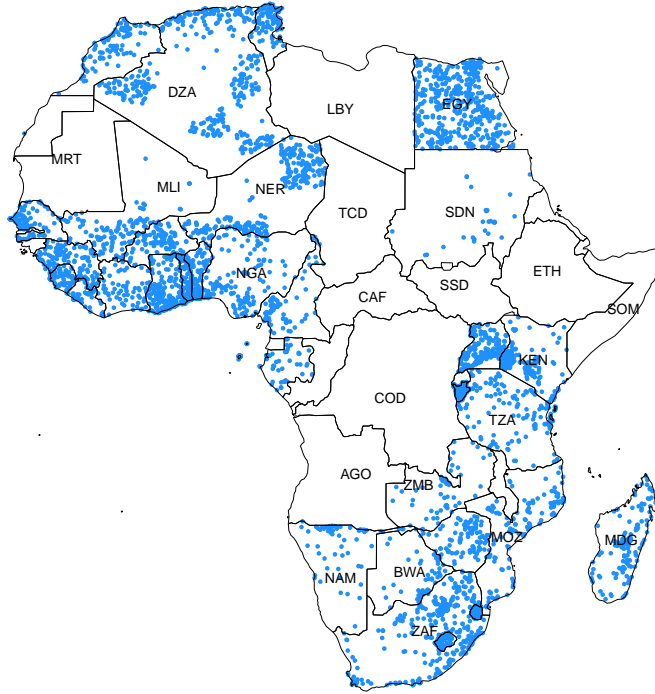 DZA
LBY
EGY
MRT
MLI
NER
TCD
SDN
NGA
CAF
SSD
ETH
SOM
KEN
COD
TZA
AGO
ZMB
MOZ
MDG
NAM
BWA
ZAF